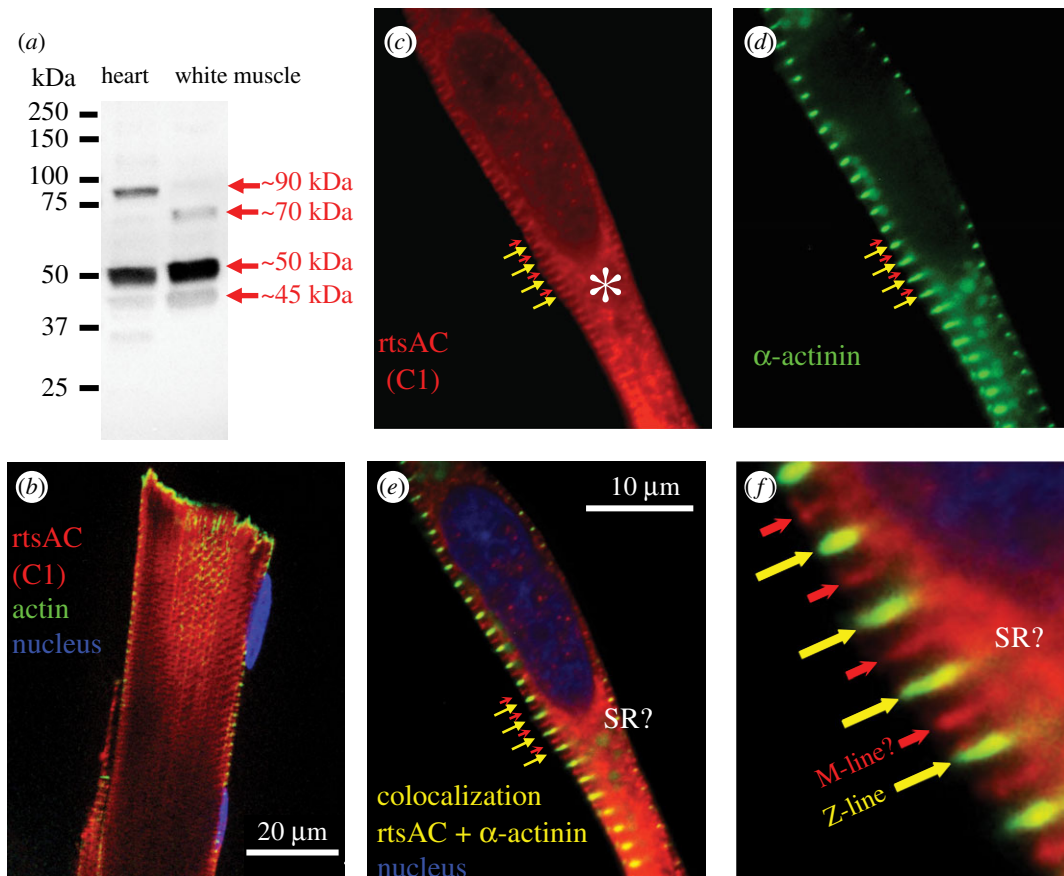 (a)
kDa
heart
white muscle
250
150
100
75
50
37
25
~90 kDa
~70 kDa
~50 kDa
~45 kDa
(c)
rtsAC
(C1)
*
(d)
α-actinin
(b)
rtsAC
(C1)
actin
nucleus
20 µm
(e)
10 µm
SR?
colocalization
rtsAC + α-actinin
nucleus
(f)
SR?
M-line?
Z-line